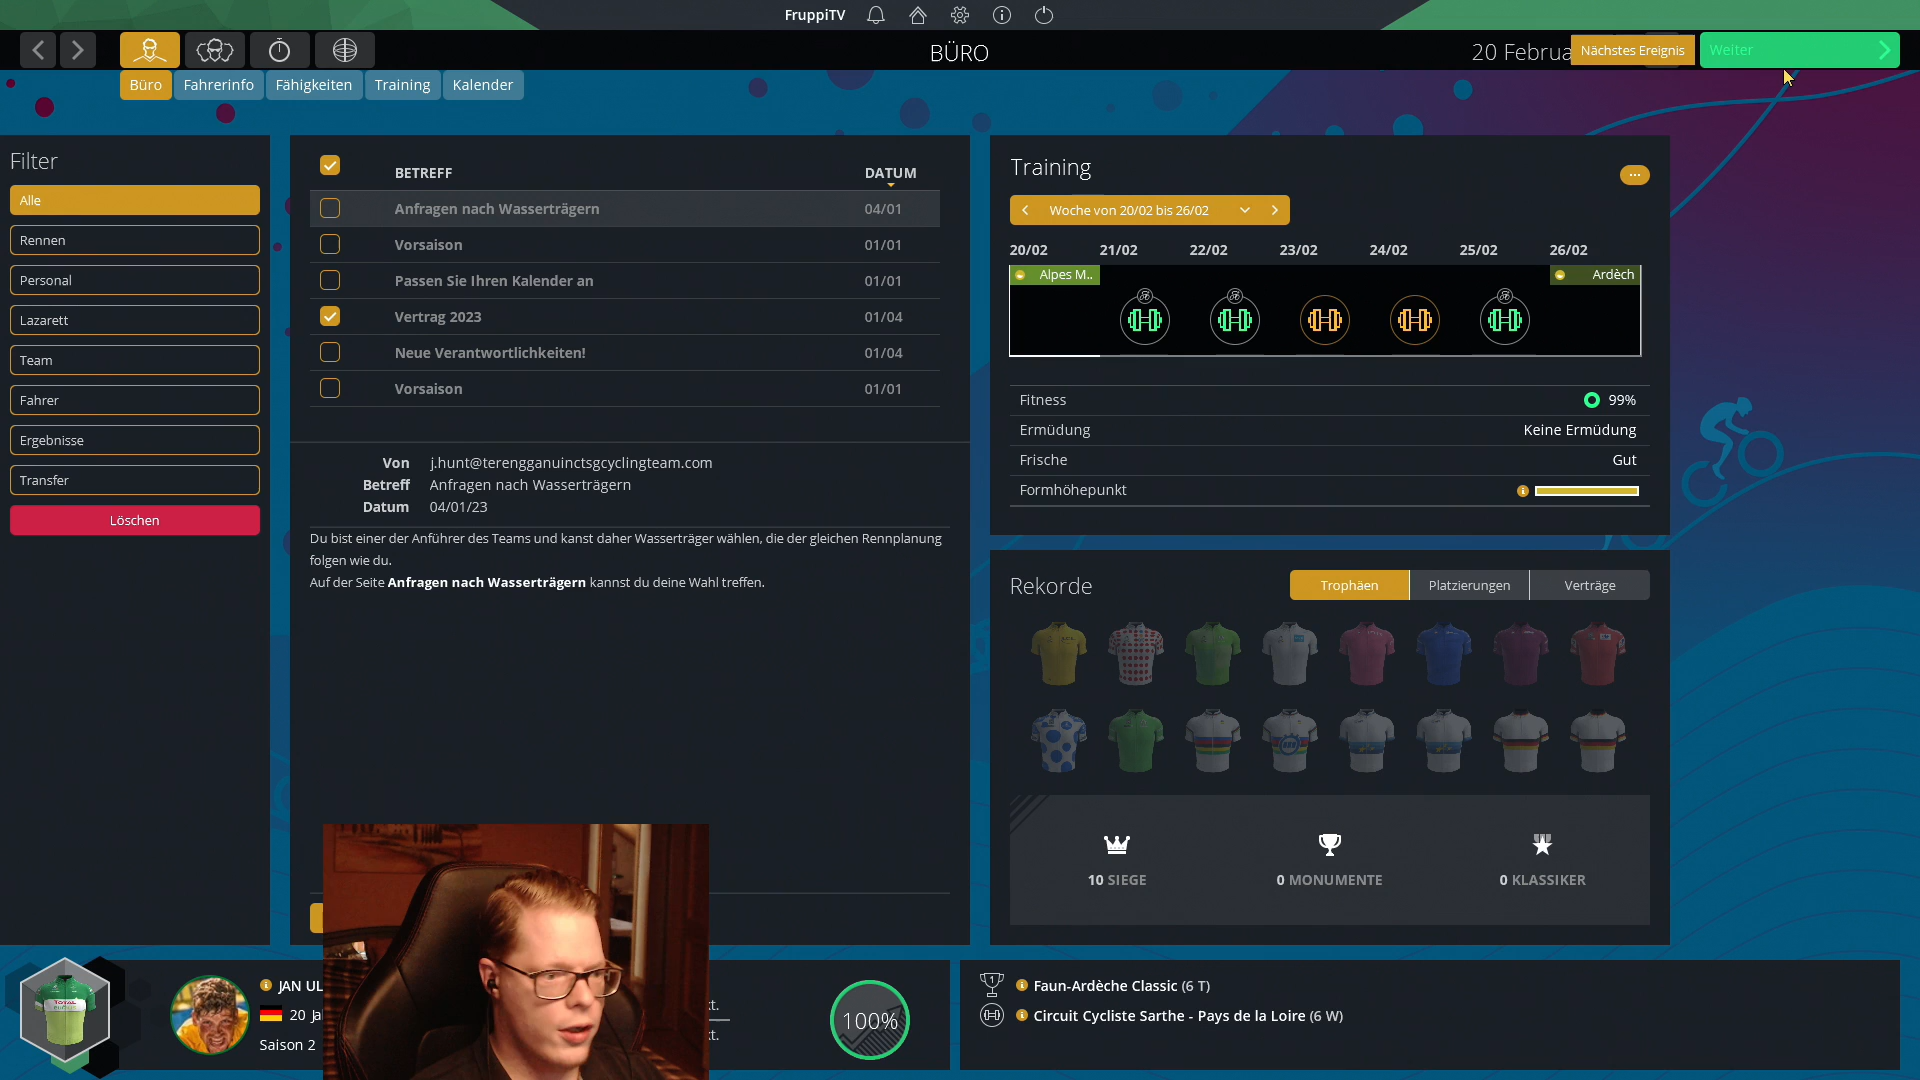 FruppiTV
BÜRO
20 Februa
Nächstes Ereignis
Weiter
Büro
Fahrerinfo
Fähigkeiten
Training
Kalender
Filter
Alle
Rennen
Personal
Lazarett
Team
Fahrer
Ergebnisse
Transfer
Löschen
BETREFF DATUM
Anfragen nach Wasserträgern 04/01
Vorsaison 01/01
Passen Sie Ihren Kalender an 01/01
Vertrag 2023 01/04
Neue Verantwortlichkeiten! 01/04
Vorsaison 01/01
Von j.hunt@terengganuinctsgcyclingteam.com
Betreff Anfragen nach Wasserträgern
Datum 04/01/23
Du bist einer der Anführer des Teams und kanst daher Wasserträger wählen, die der gleichen Rennplanung
folgen wie du.
Auf der Seite Anfragen nach Wasserträgern kannst du deine Wahl treffen.
Training
...
Woche von 20/02 bis 26/02
20/02 21/02 22/02 23/02 24/02 25/02 26/02
Alpes M.. Ardèch
Fitness 99%
Ermüdung Keine Ermüdung
Frische Gut
Formhöhepunkt
Rekorde
Trophäen
Platzierungen
Verträge
10 SIEGE
0 MONUMENTE
0 KLASSIKER
JAN UL
20 Ja
Saison 2
kt.
kt.
100%
Faun-Ardèche Classic (6 T)
Circuit Cycliste Sarthe - Pays de la Loire (6 W)
TOTAL